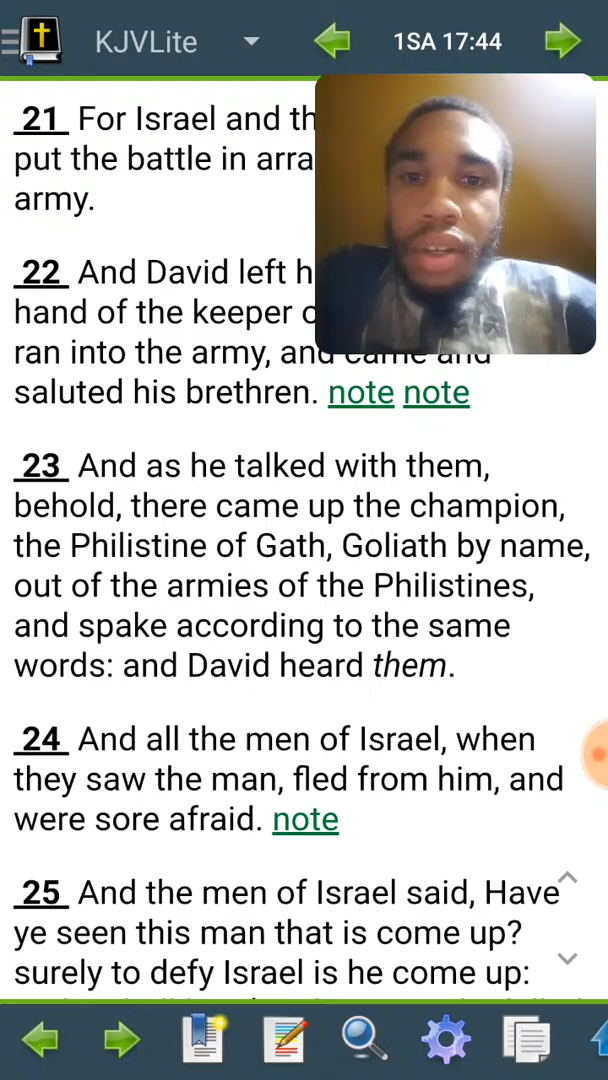 KJVLite
1SA 17:44
21 For Israel and th
put the battle in arra
army.
22 And David left h
hand of the keeper o
ran into the army, and came and
saluted his brethren. note note
23 And as he talked with them,
behold, there came up the champion,
the Philistine of Gath, Goliath by name,
out of the armies of the Philistines,
and spake according to the same
words: and David heard them.
24 And all the men of Israel, when
they saw the man, fled from him, and
were sore afraid. note
25 And the men of Israel said, Have
ye seen this man that is come up?
surely to defy Israel is he come up: